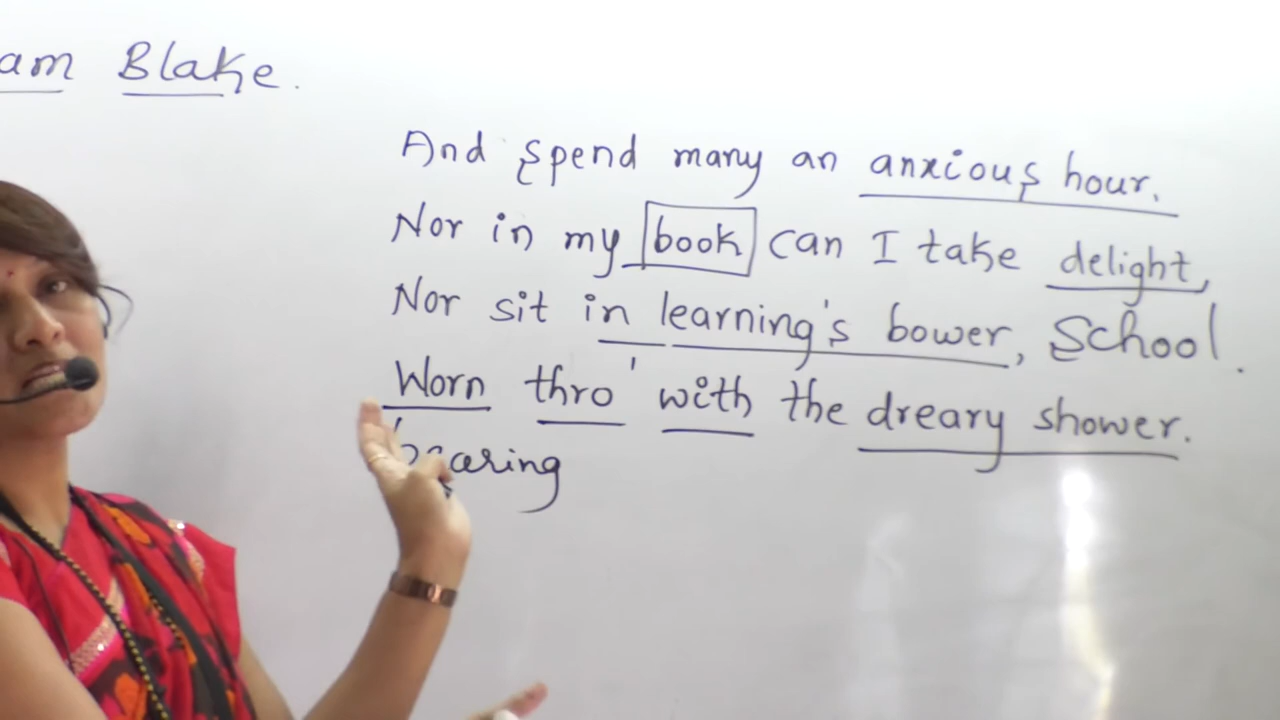 am Blake.
And spend many an anxious hour.
Nor in my book can I take delight,
Nor sit in learning's bower, School.
Worn thro' with the dreary shower.
bearing